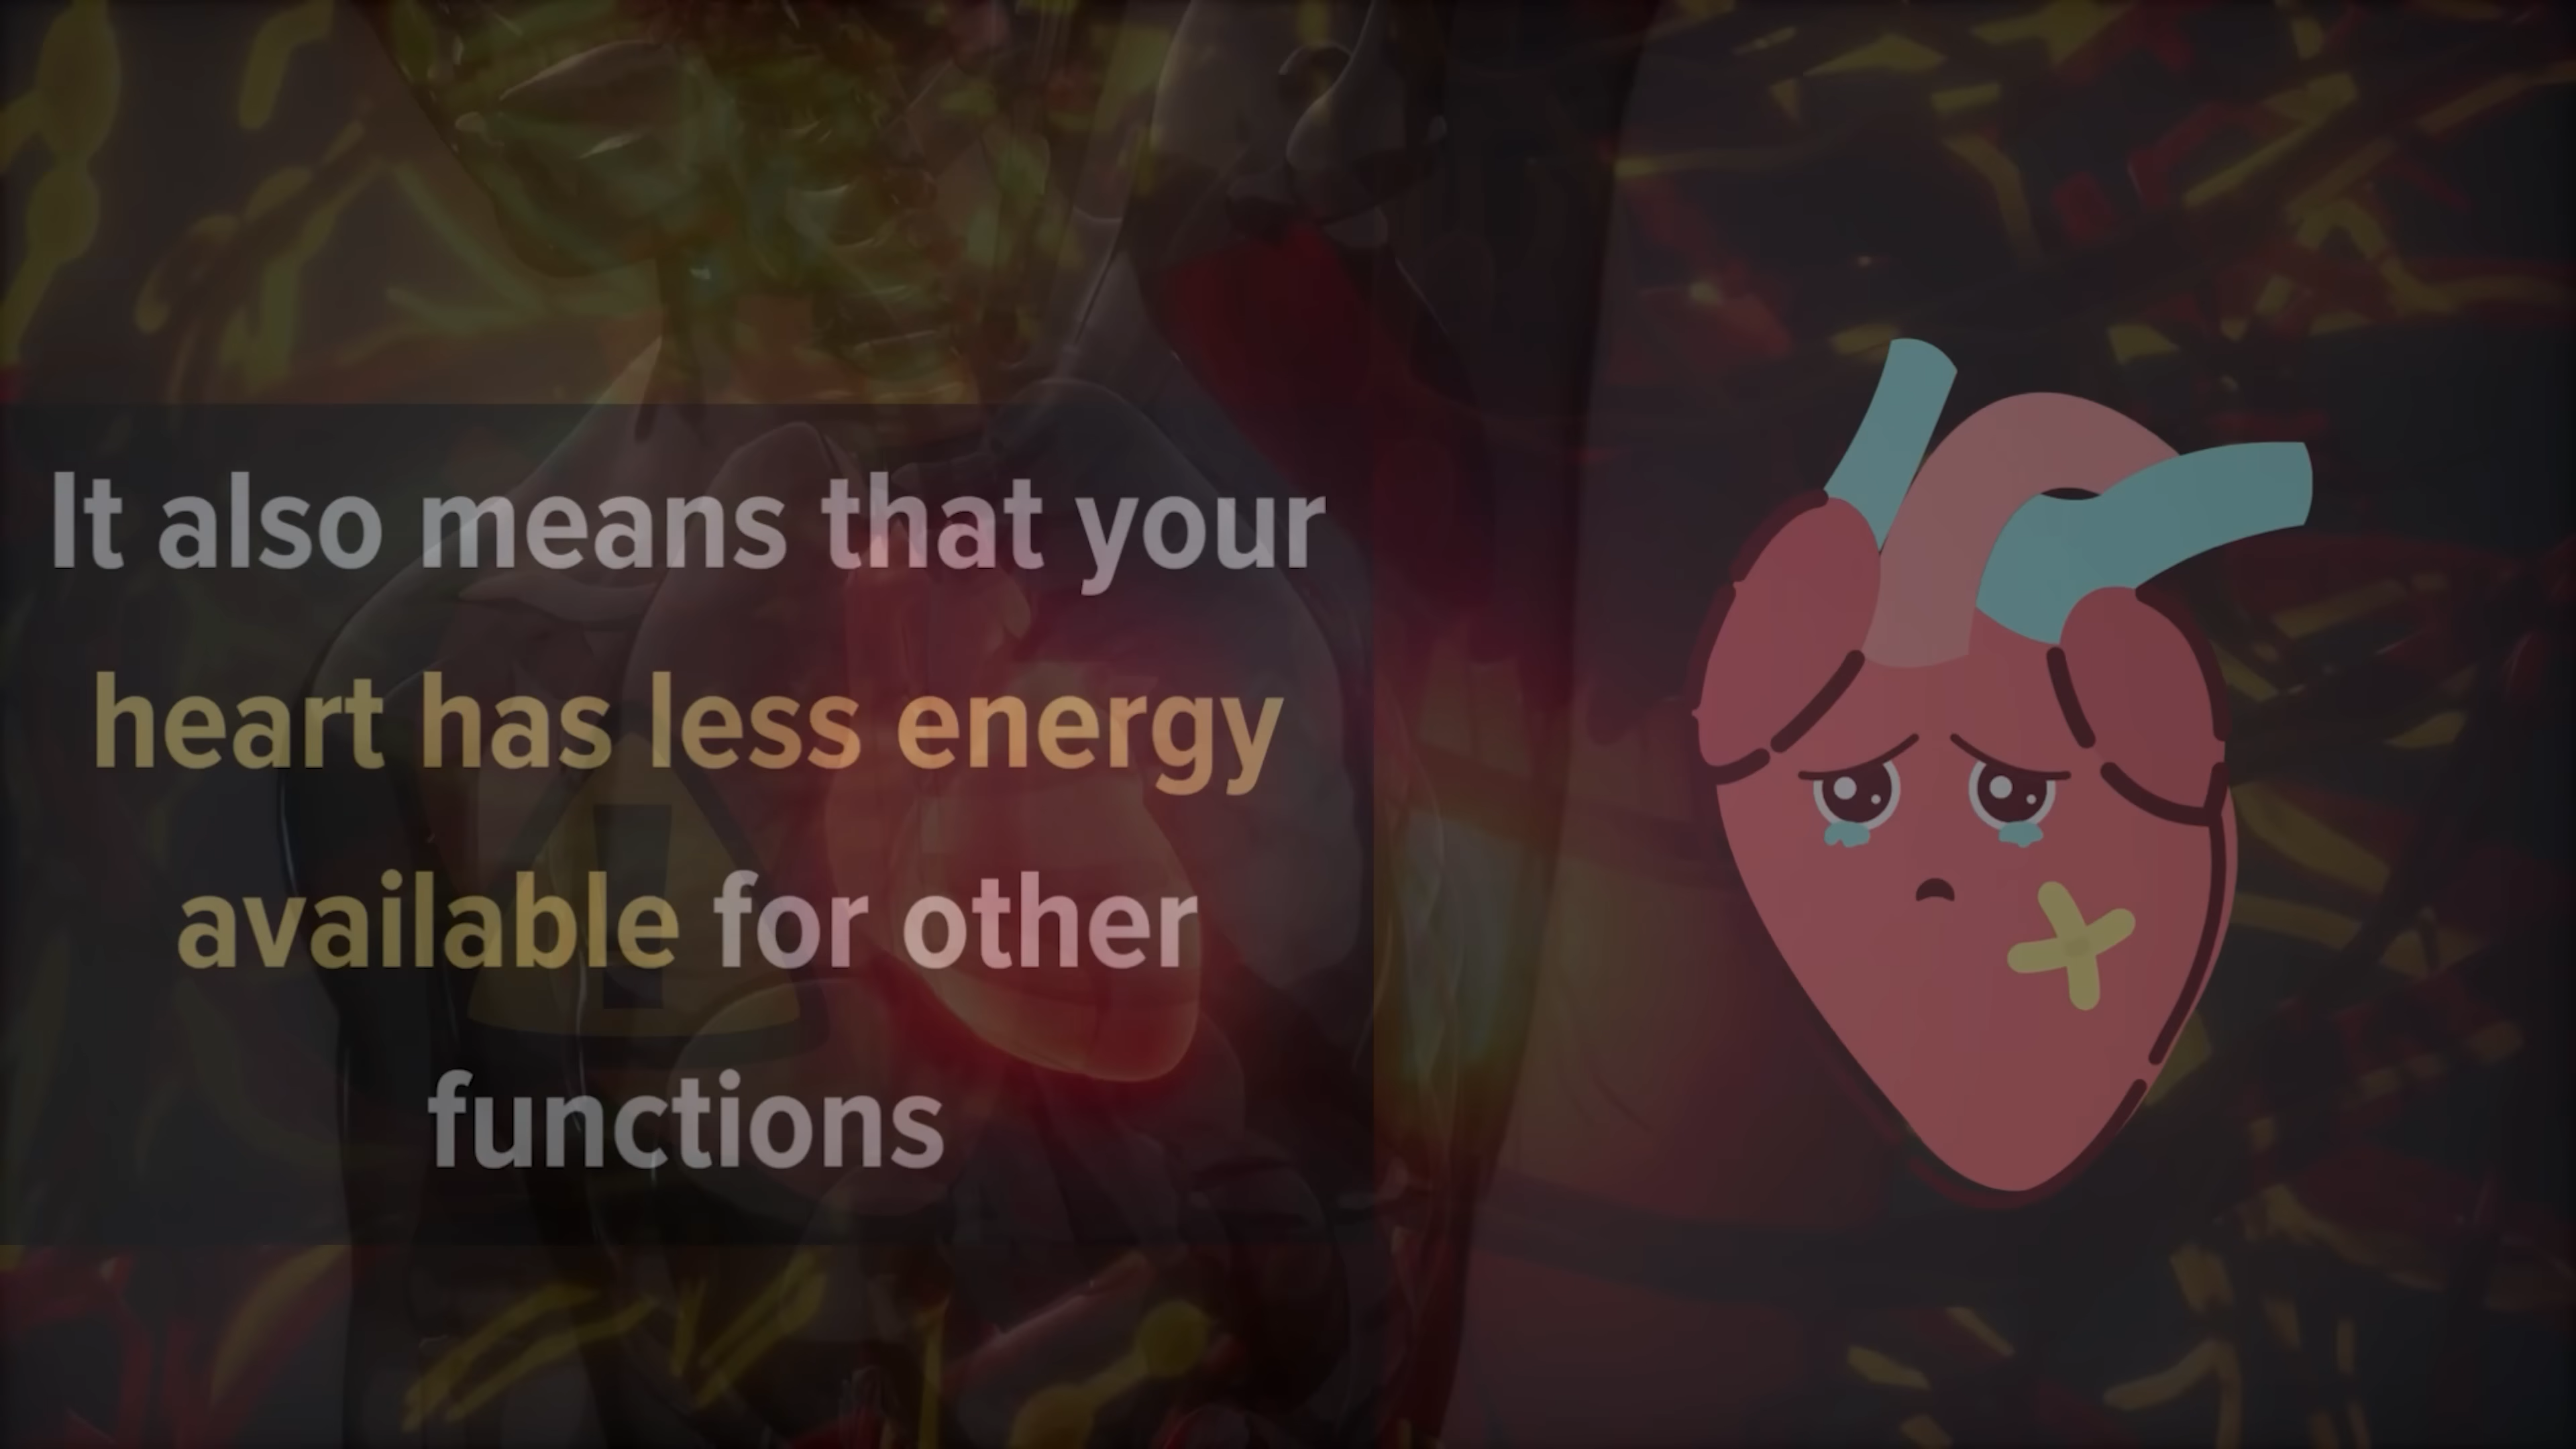 It also means that your
heart has less energy
available for other
functions